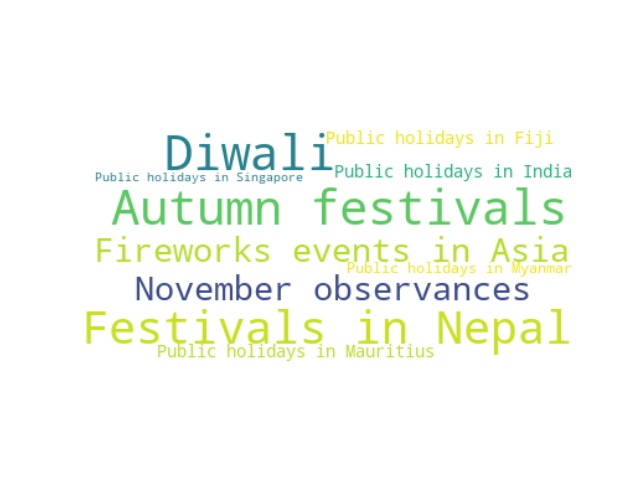 Diwali
Public holidays in Fiji
Public holidays in India
Public holidays in Singapore
Autumn festivals
Fireworks events in Asia
Public holidays in Myanmar
November observances
Festivals in Nepal
Public holidays in Mauritius